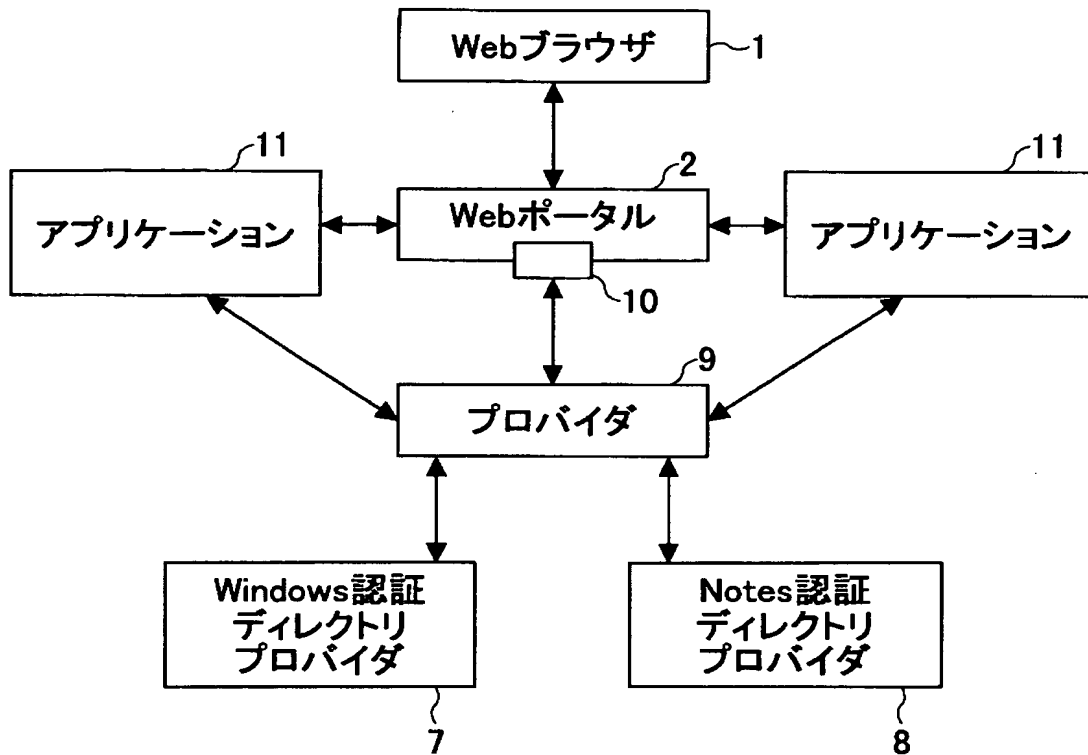 Webブラウザ
1
11
2
11
アプリケーション
Webポータル
アプリケーション
10
9
プロバイダ
Windows認証
ディレクトリ
プロバイダ
Notes認証
ディレクトリ
プロバイダ
7
8